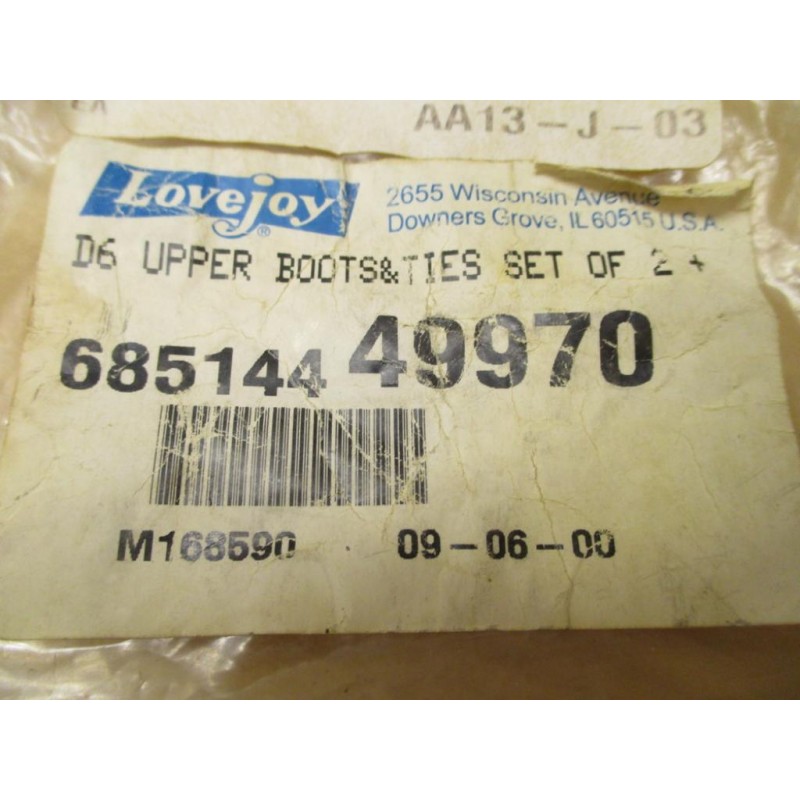 AA13-J-03
Lovejoy®
2655 Wisconsin Avenue
Downers Grove, IL 60515 U.S.A.
D6 UPPER BOOTS&TIES SET OF 2 +
685144 49970
M168590 09-06-00